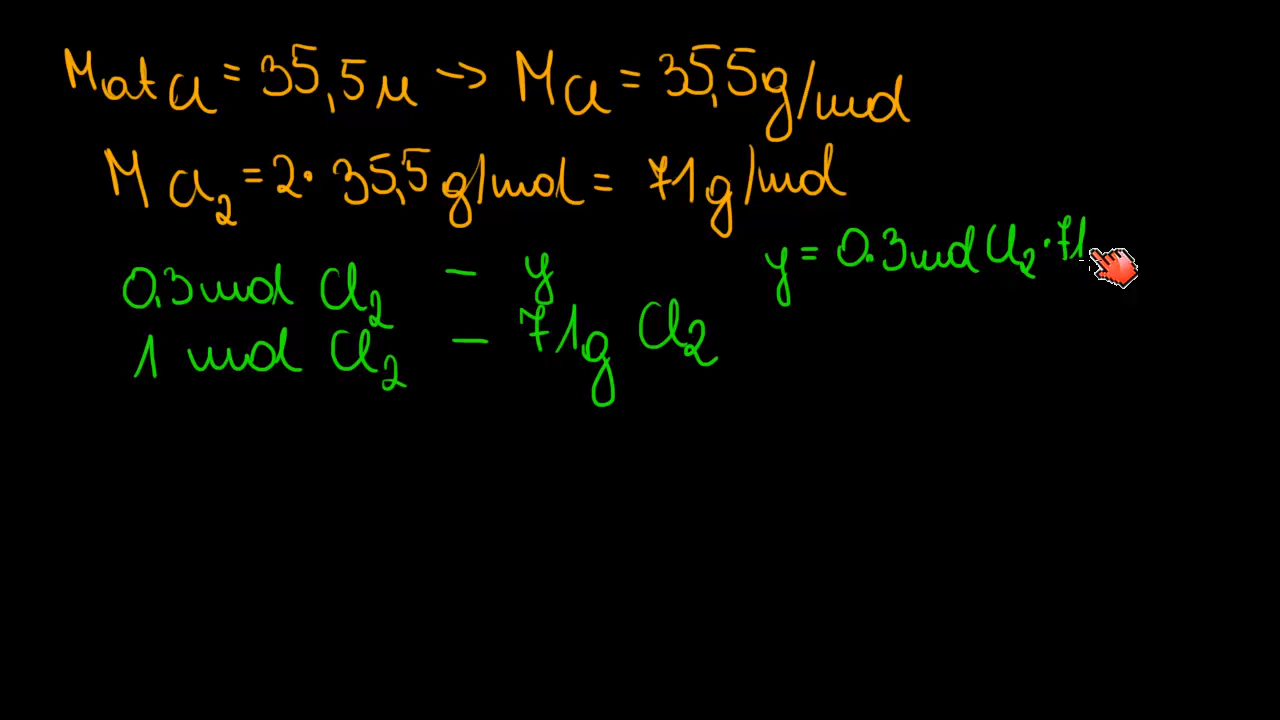 Mat Cl = 35,5 u → M Cl = 35,5 g/mol
M Cl₂ = 2 · 35,5 g/mol = 71 g/mol
0.3 mol Cl₂ – y
1 mol Cl₂ – 71 g Cl₂
y = 0.3 mol Cl₂ · 71